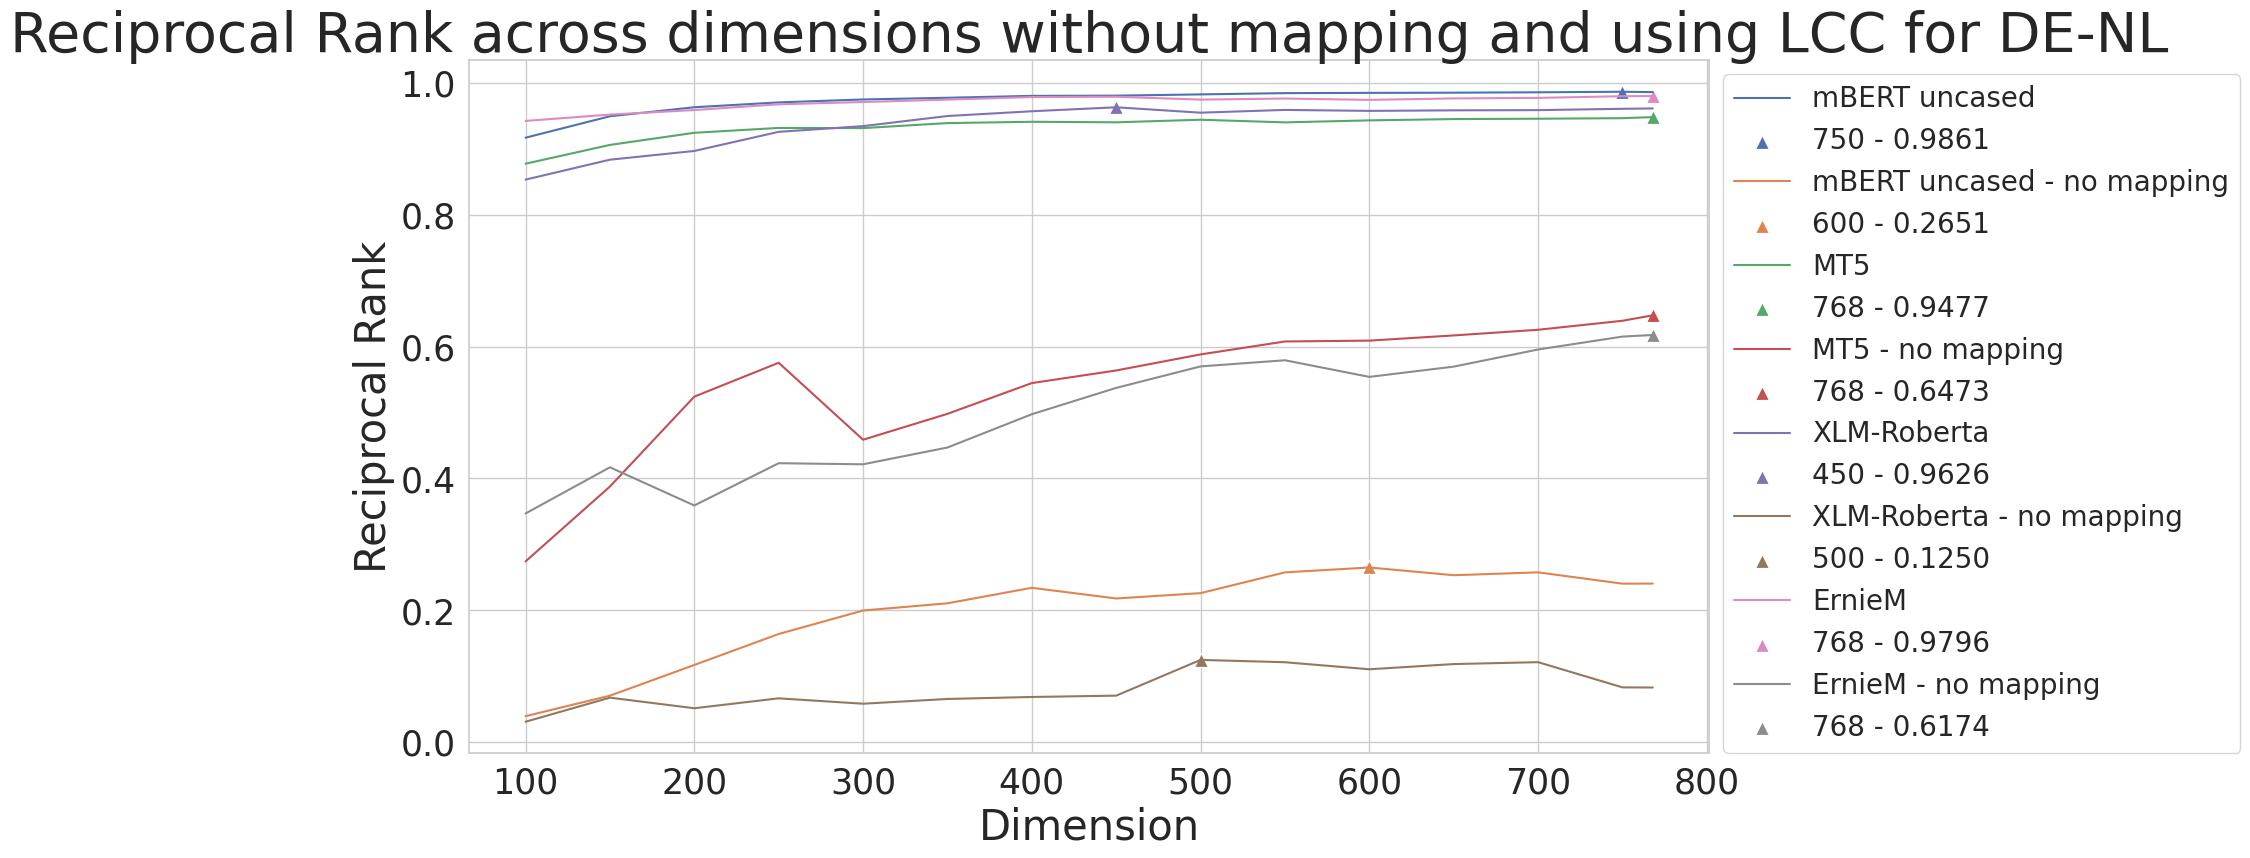 Reciprocal Rank across dimensions without mapping and using LCC for DE-NL
Reciprocal Rank
1.0
0.8
0.6
0.4
0.2
0.0
100 200 300 400 500 600 700 800
Dimension
mBERT uncased
750 - 0.9861
mBERT uncased - no mapping
600 - 0.2651
MT5
768 - 0.9477
MT5 - no mapping
768 - 0.6473
XLM-Roberta
450 - 0.9626
XLM-Roberta - no mapping
500 - 0.1250
ErnieM
768 - 0.9796
ErnieM - no mapping
768 - 0.6174